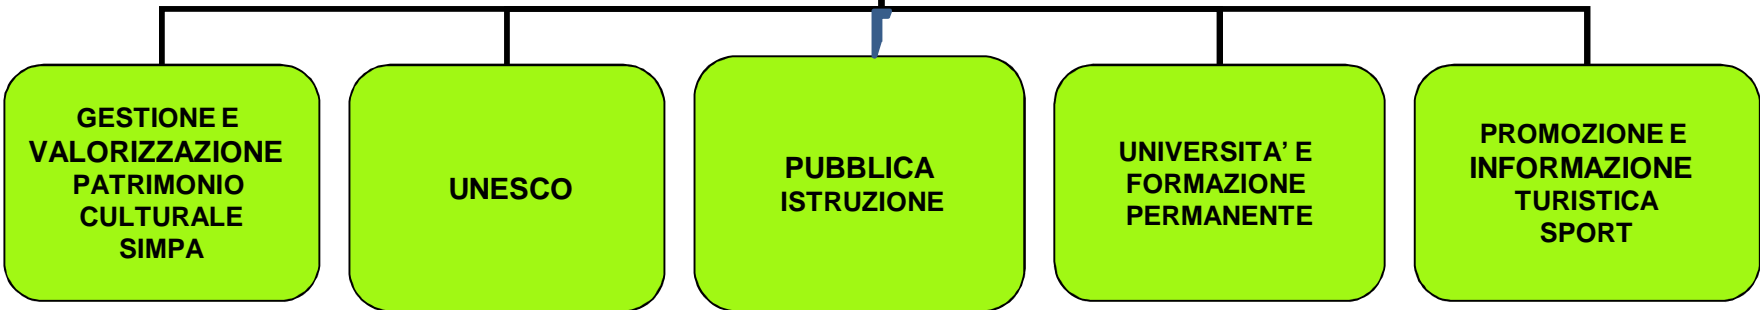 GESTIONE E
VALORIZZAZIONE
PATRIMONIO
CULTURALE
SIMPA
UNESCO
PUBBLICA
ISTRUZIONE
UNIVERSITA’ E
FORMAZIONE
PERMANENTE
PROMOZIONE E
INFORMAZIONE
TURISTICA
SPORT